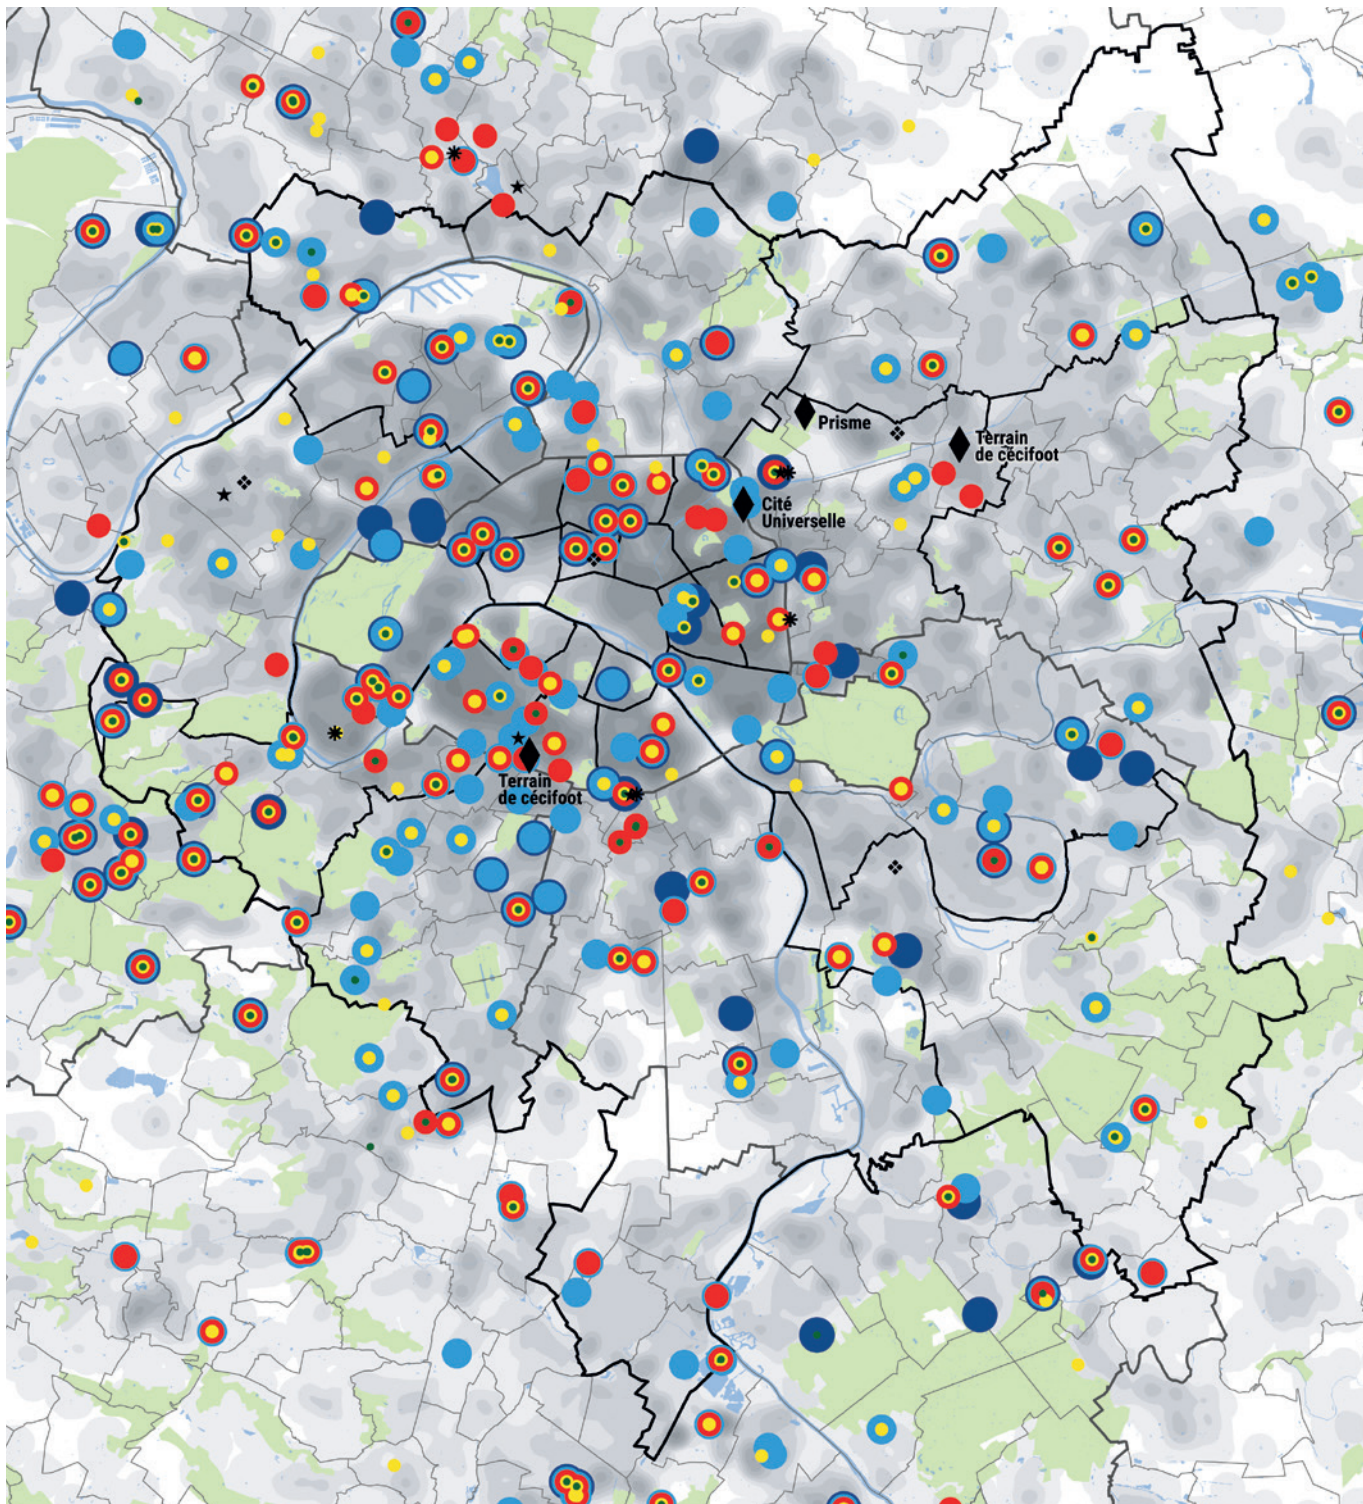 Prisme
Terrain
de cécifoot
Cité
Universelle
Terrain
de cécifoot